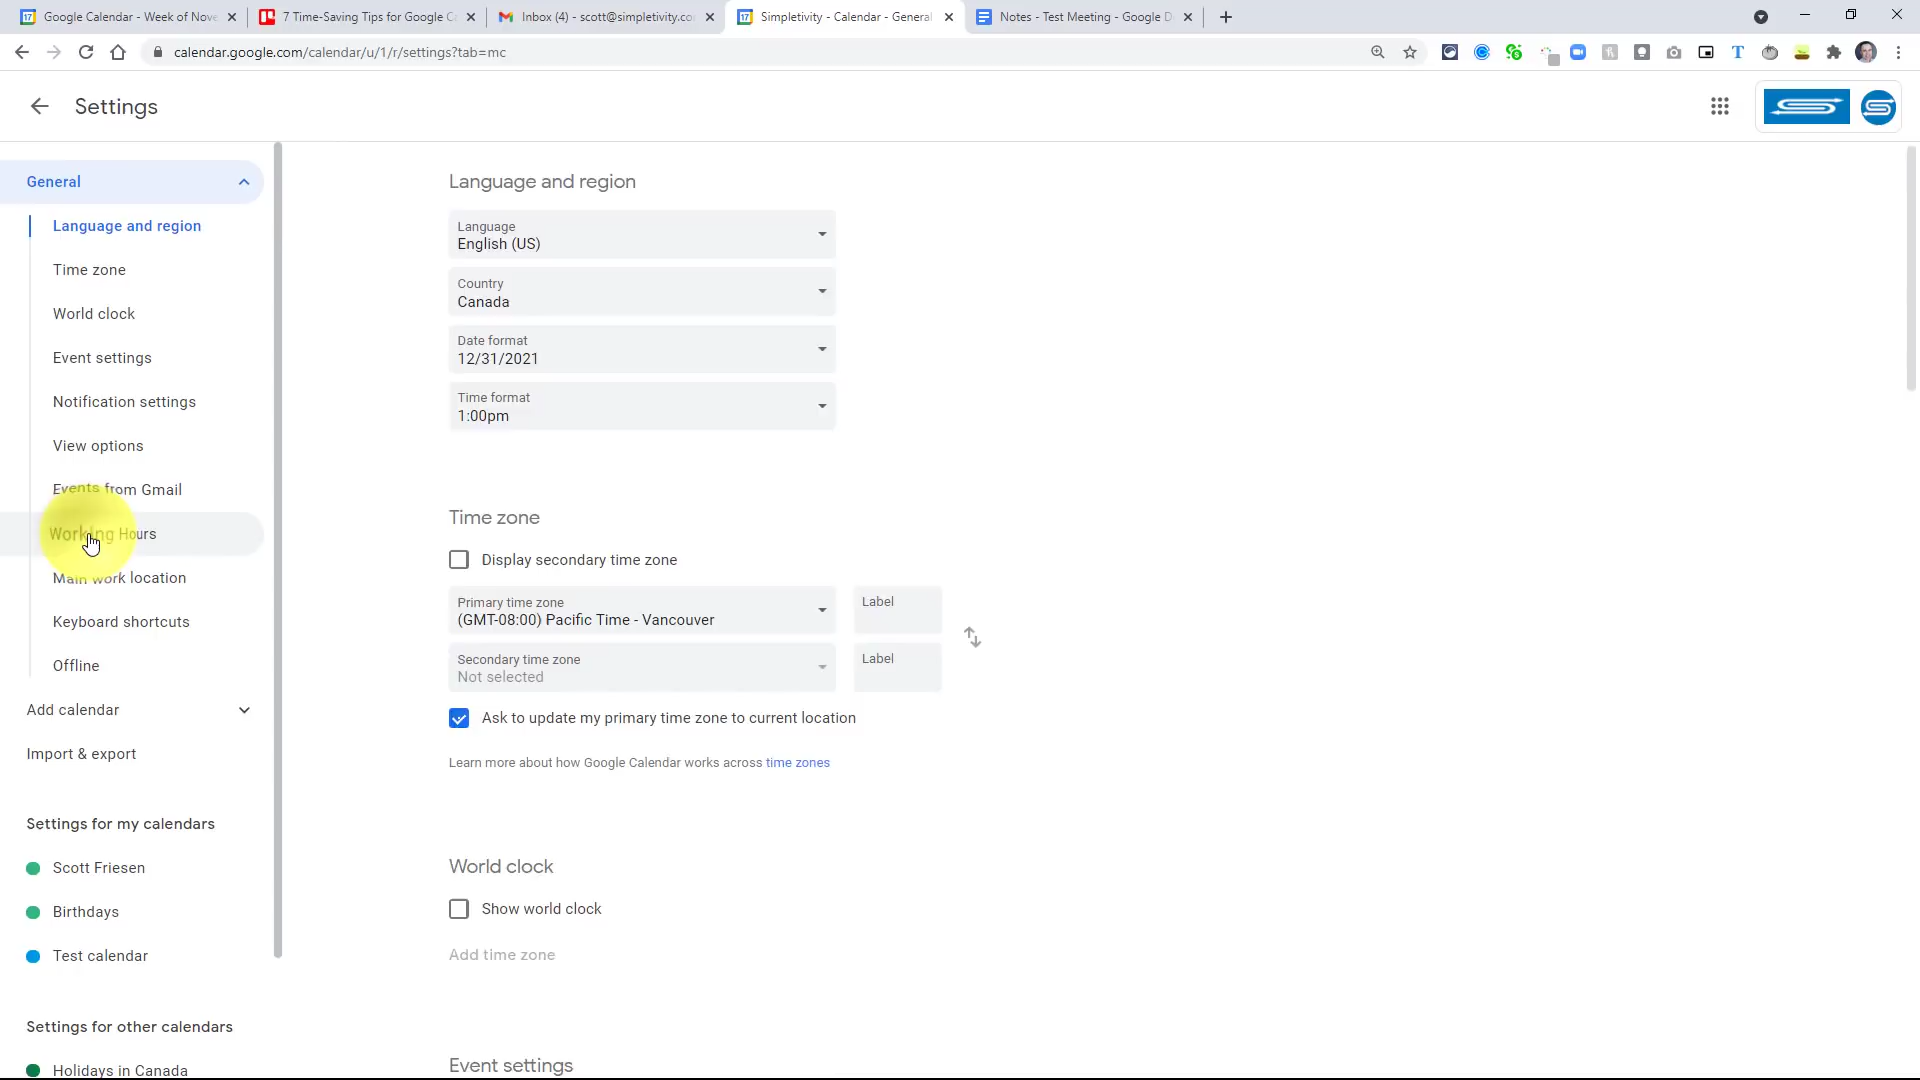 Google Calendar - Week of Nove
7 Time-Saving Tips for Google Ca
Inbox (4) - scott@simpletivity.co
Simpletivity - Calendar - General
Notes - Test Meeting - Google D
calendar.google.com/calendar/u/1/r/settings?tab=mc
Settings
General
Language and region
Time zone
World clock
Event settings
Notification settings
View options
Events from Gmail
Working Hours
Main work location
Keyboard shortcuts
Offline
Add calendar
Import & export
Settings for my calendars
Scott Friesen
Birthdays
Test calendar
Settings for other calendars
Holidays in Canada
Language and region
Language
English (US)
Country
Canada
Date format
12/31/2021
Time format
1:00pm
Time zone
Display secondary time zone
Primary time zone
(GMT-08:00) Pacific Time - Vancouver
Label
Secondary time zone
Not selected
Label
Ask to update my primary time zone to current location
Learn more about how Google Calendar works across time zones
World clock
Show world clock
Add time zone
Event settings